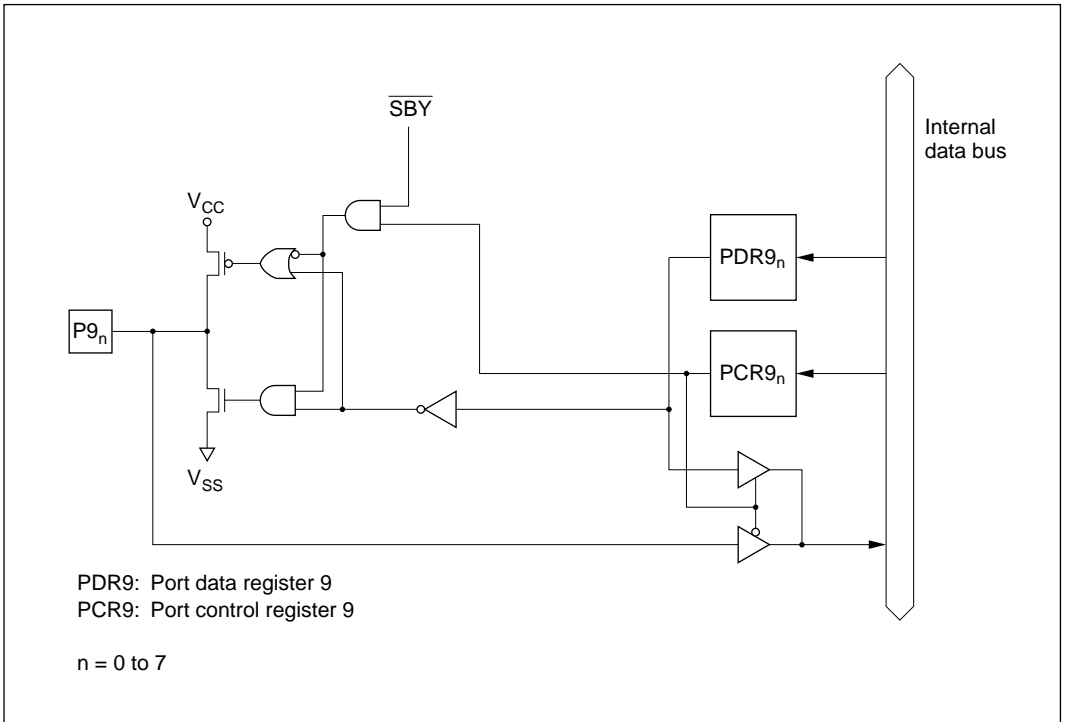 SBY
Internal
data bus
VCC
PDR9n
P9n
PCR9n
VSS
PDR9: Port data register 9
PCR9: Port control register 9
n = 0 to 7